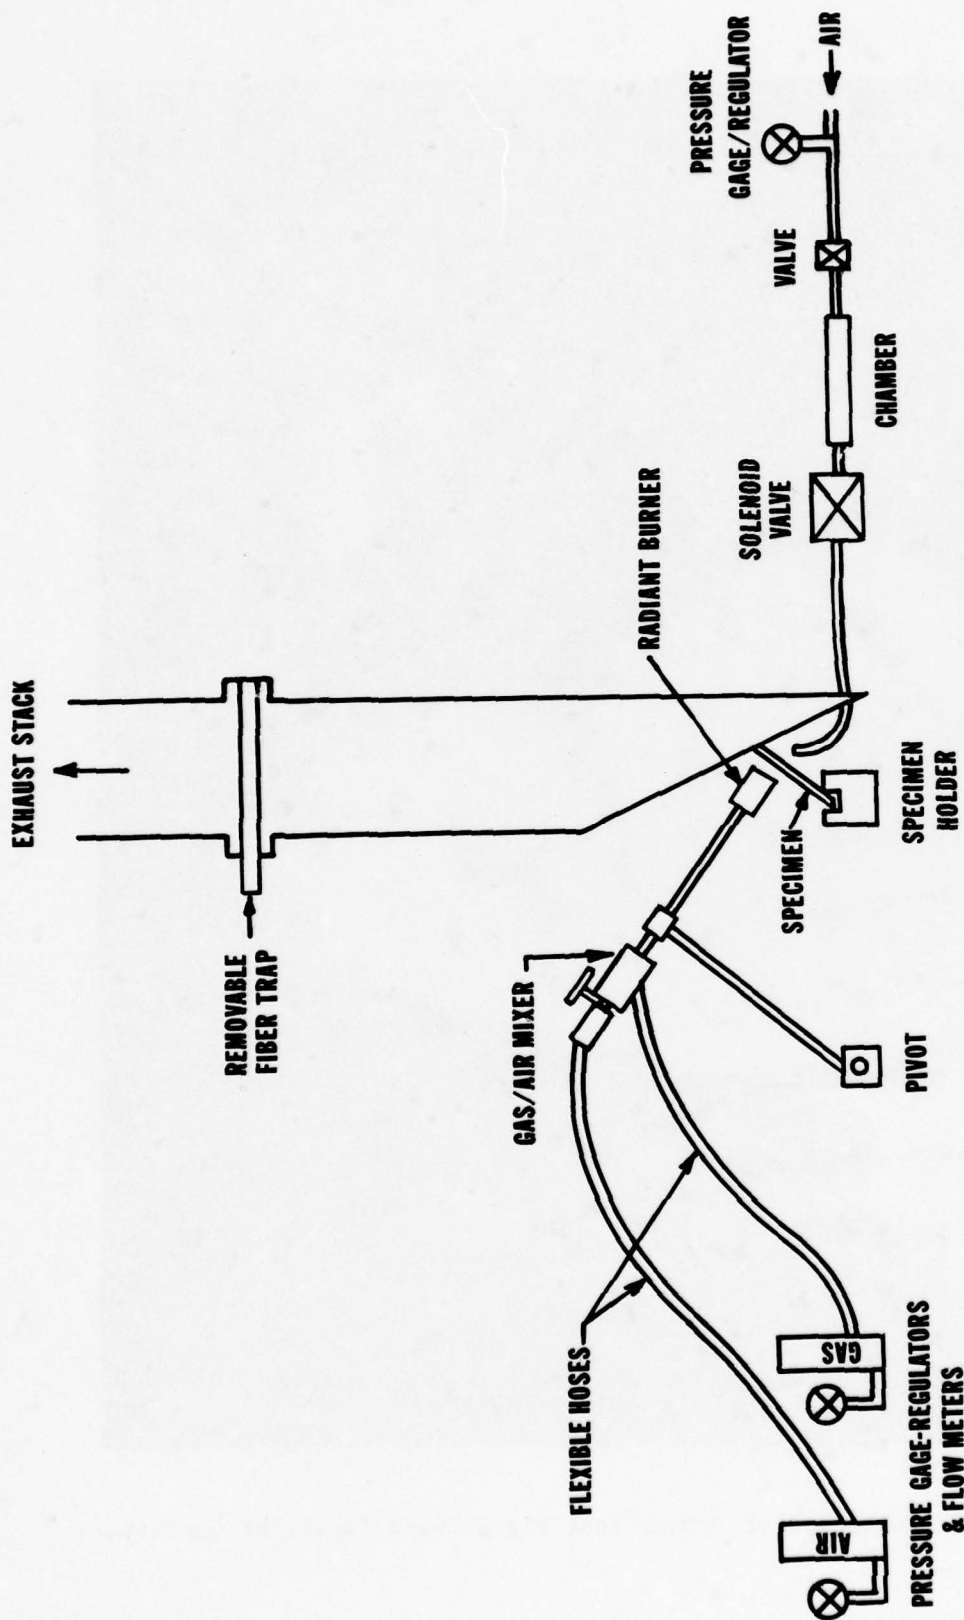 EXHAUST STACK
REMOVABLE
FIBER TRAP
GAS/AIR MIXER
FLEXIBLE HOSES
RADIANT BURNER
SPECIMEN
SPECIMEN
HOLDER
PIVOT
SOLENOID
VALVE
CHAMBER
VALVE
PRESSURE
GAGE/REGULATOR
AIR
AIR
GAS
PRESSURE GAGE-REGULATORS
& FLOW METERS